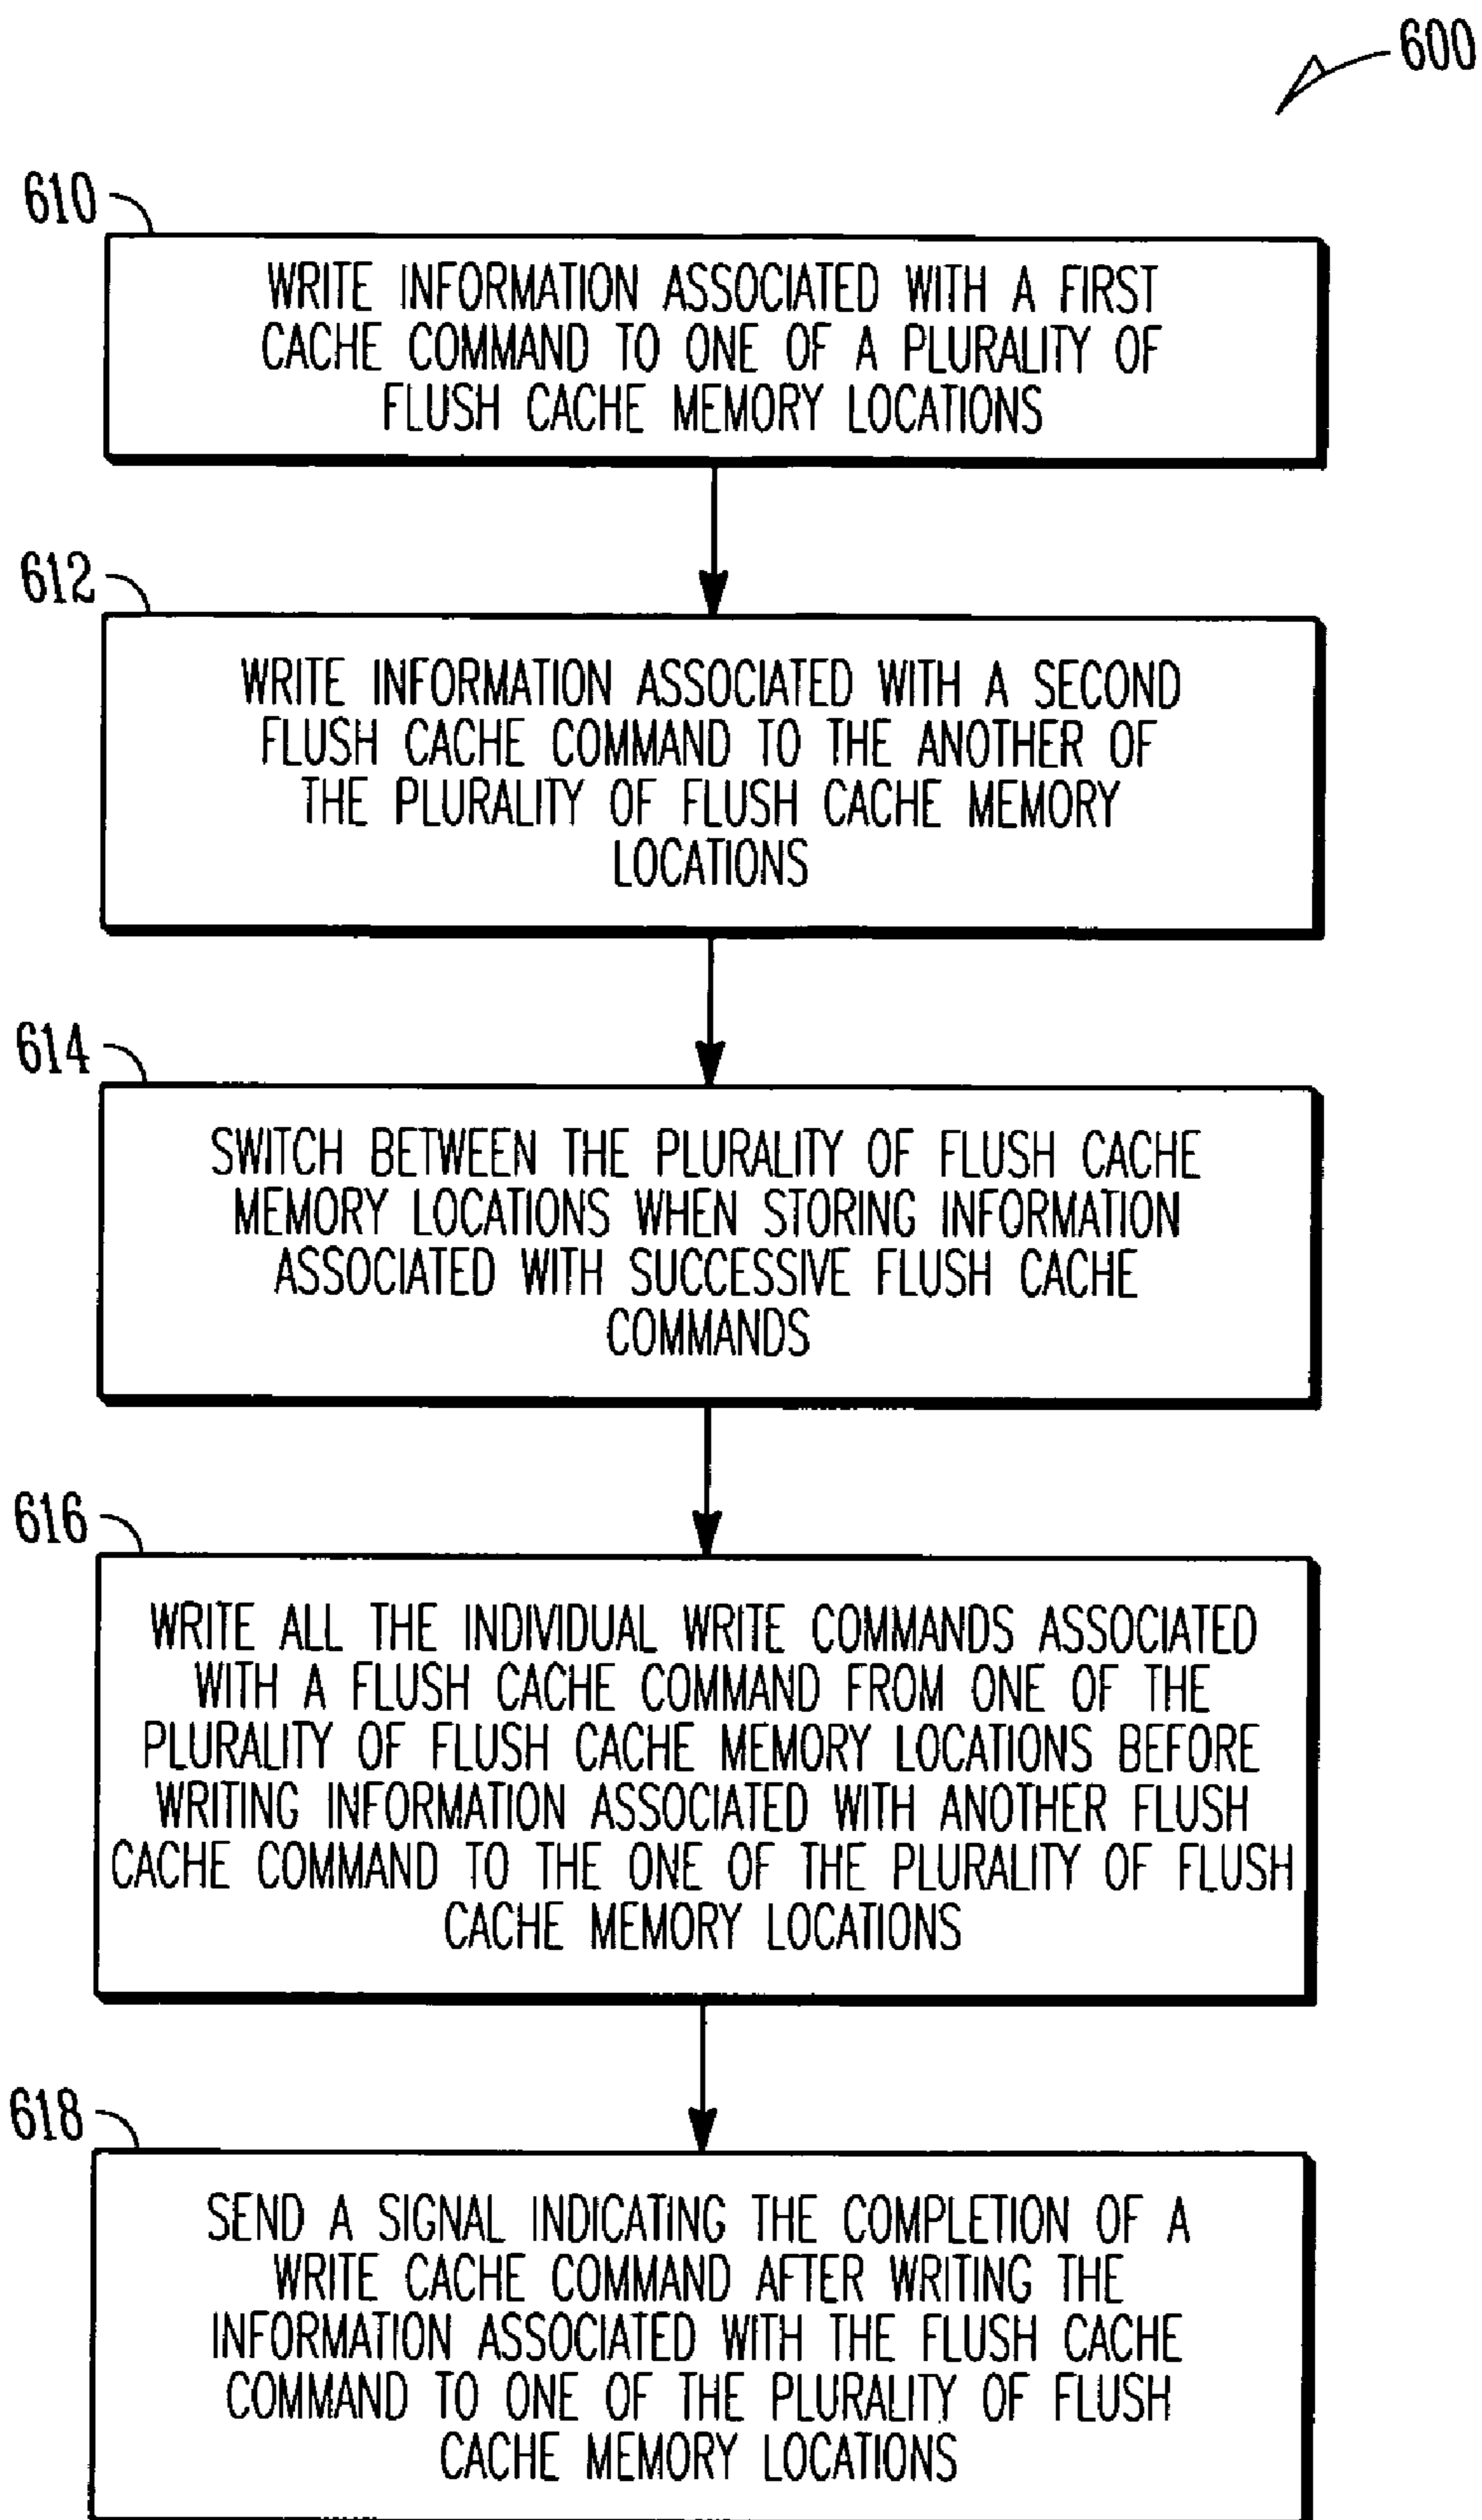 600
610
WRITE INFORMATION ASSOCIATED WITH A FIRST
CACHE COMMAND TO ONE OF A PLURALITY OF
FLUSH CACHE MEMORY LOCATIONS
612
WRITE INFORMATION ASSOCIATED WITH A SECOND
FLUSH CACHE COMMAND TO THE ANOTHER OF
THE PLURALITY OF FLUSH CACHE MEMORY
LOCATIONS
614
SWITCH BETWEEN THE PLURALITY OF FLUSH CACHE
MEMORY LOCATIONS WHEN STORING INFORMATION
ASSOCIATED WITH SUCCESSIVE FLUSH CACHE
COMMANDS
616
WRITE ALL THE INDIVIDUAL WRITE COMMANDS ASSOCIATED
WITH A FLUSH CACHE COMMAND FROM ONE OF THE
PLURALITY OF FLUSH CACHE MEMORY LOCATIONS BEFORE
WRITING INFORMATION ASSOCIATED WITH ANOTHER FLUSH
CACHE COMMAND TO THE ONE OF THE PLURALITY OF FLUSH
CACHE MEMORY LOCATIONS
618
SEND A SIGNAL INDICATING THE COMPLETION OF A
WRITE CACHE COMMAND AFTER WRITING THE
INFORMATION ASSOCIATED WITH THE FLUSH CACHE
COMMAND TO ONE OF THE PLURALITY OF FLUSH
CACHE MEMORY LOCATIONS